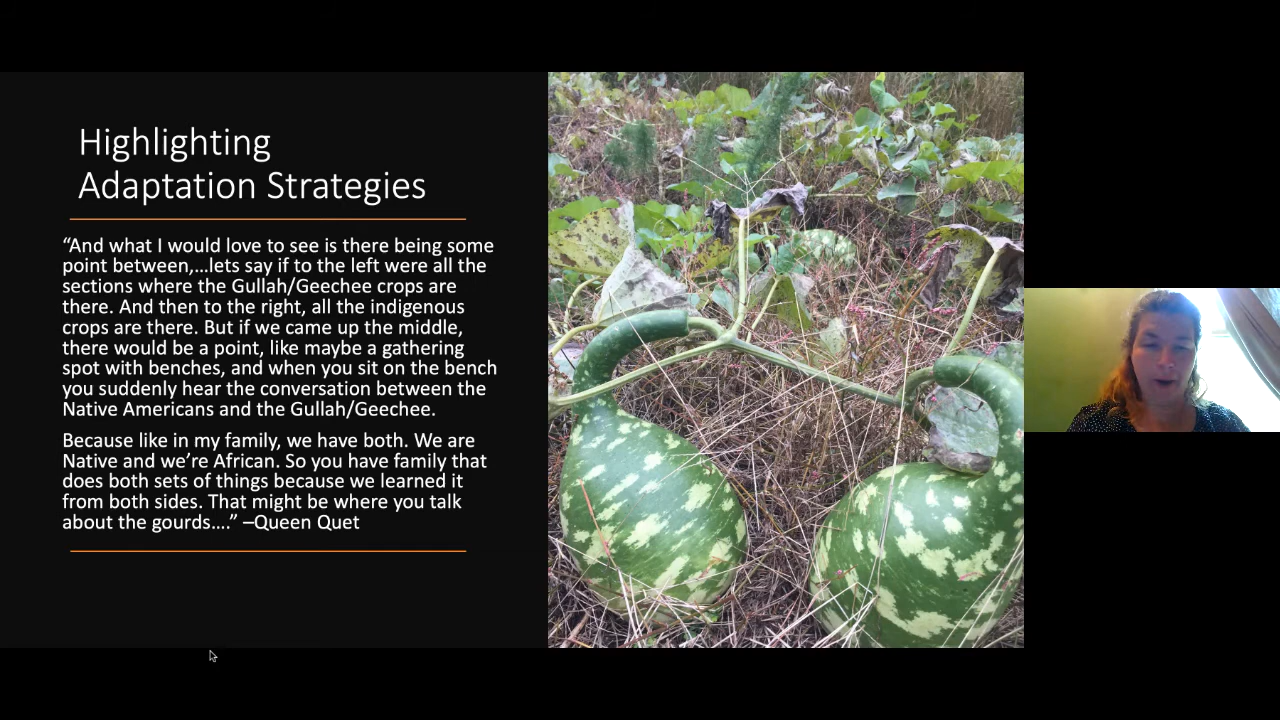 Highlighting
Adaptation Strategies
“And what I would love to see is there being some
point between,...lets say if to the left were all the
sections where the Gullah/Geechee crops are
there. And then to the right, all the indigenous
crops are there. But if we came up the middle,
there would be a point, like maybe a gathering
spot with benches, and when you sit on the bench
you suddenly hear the conversation between the
Native Americans and the Gullah/Geechee.
Because like in my family, we have both. We are
Native and we’re African. So you have family that
does both sets of things because we learned it
from both sides. That might be where you talk
about the gourds....” –Queen Quet